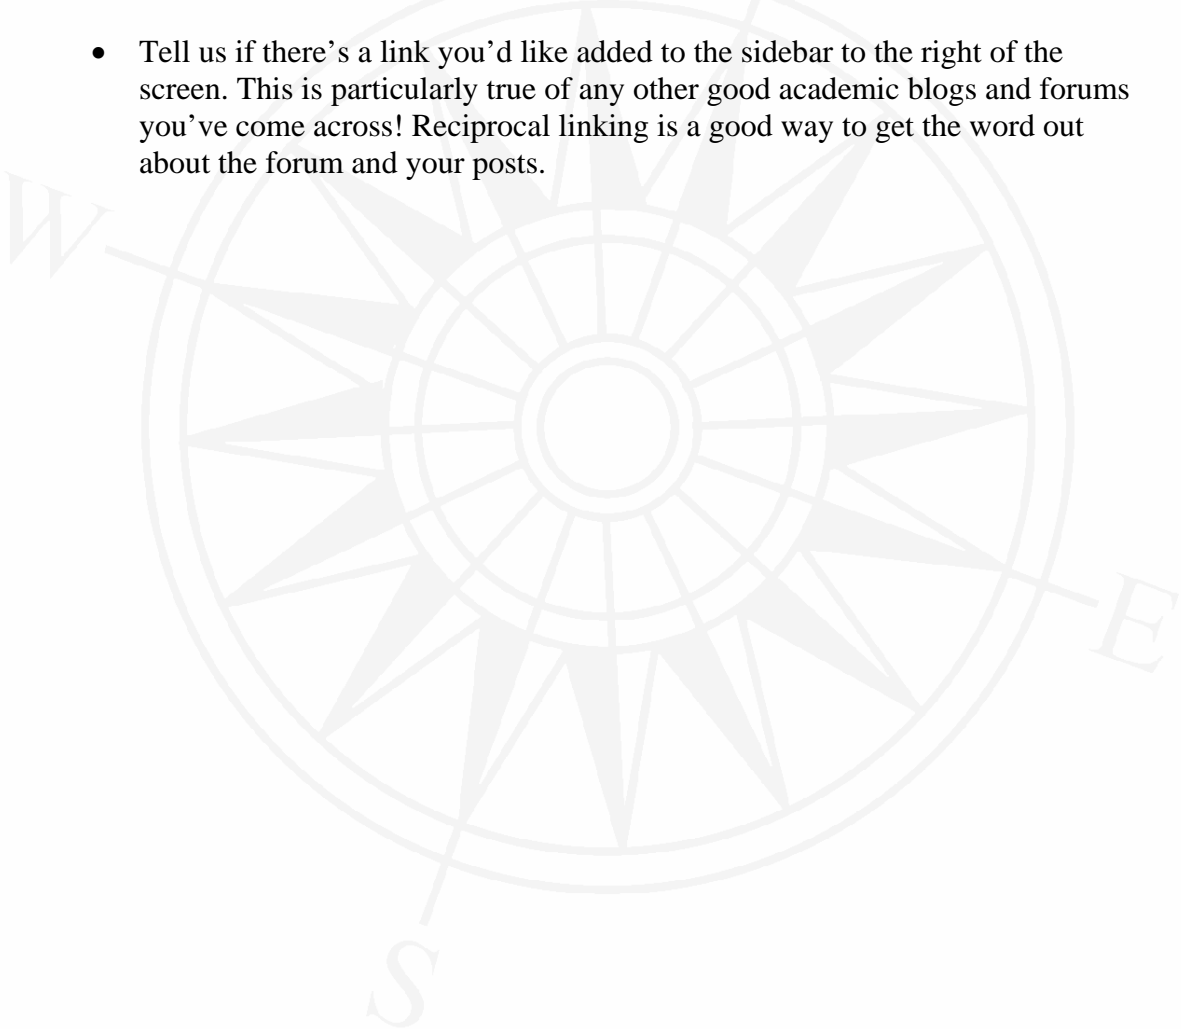 • Tell us if there’s a link you’d like added to the sidebar to the right of the
screen. This is particularly true of any other good academic blogs and forums
you’ve come across! Reciprocal linking is a good way to get the word out
about the forum and your posts.
W
E
S